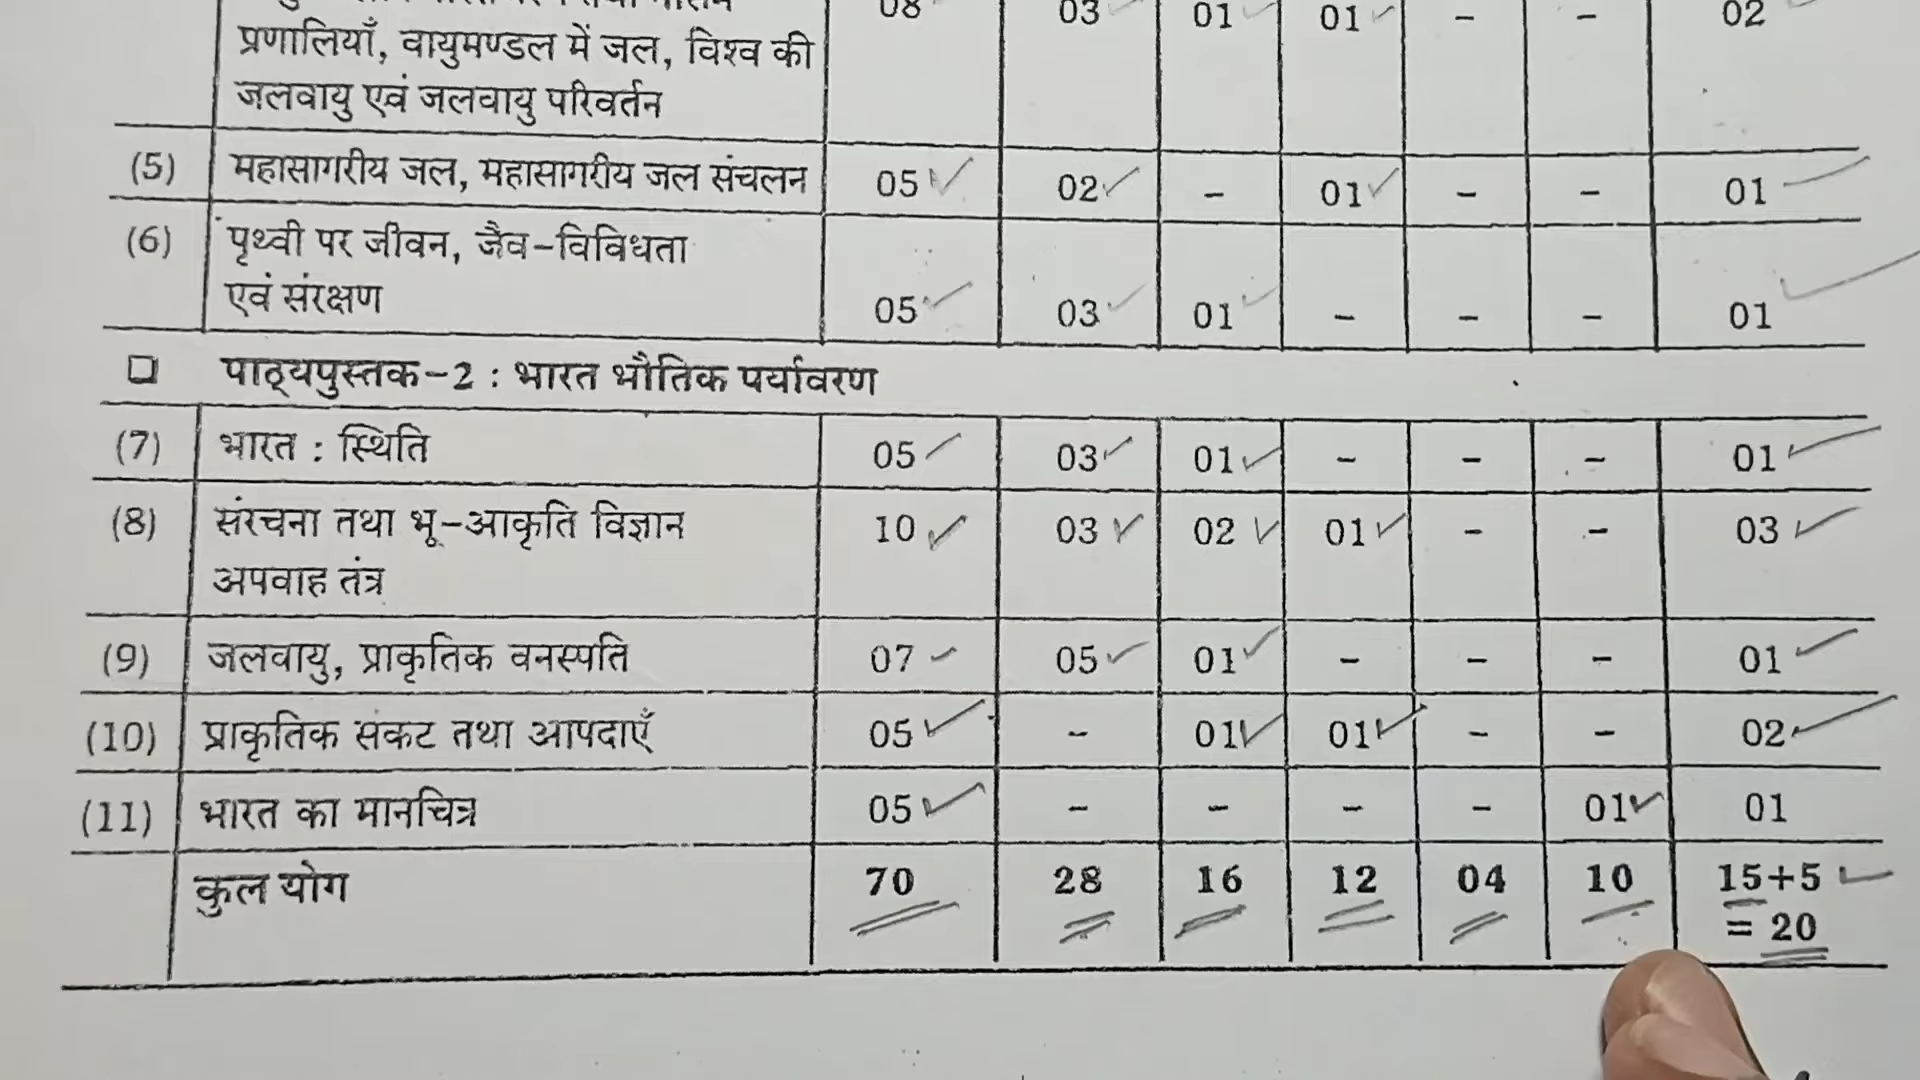 08 03 01 01 - - 02
प्रणालियाँ, वायुमण्डल में जल, विश्व की
जलवायु एवं जलवायु परिवर्तन
(5) महासागरीय जल, महासागरीय जल संचलन 05 02 - 01 - - 01
(6) पृथ्वी पर जीवन, जैव-विविधता
एवं संरक्षण 05 03 01 - - - 01
पाठ्यपुस्तक-2 : भारत भौतिक पर्यावरण
(7) भारत : स्थिति 05 03 01 - - - 01
(8) संरचना तथा भू-आकृति विज्ञान 10 03 02 01 - - 03
अपवाह तंत्र
(9) जलवायु, प्राकृतिक वनस्पति 07 05 01 - - - 01
(10) प्राकृतिक संकट तथा आपदाएँ 05 - 01 01 - - 02
(11) भारत का मानचित्र 05 - - - - 01 01
कुल योग 70 28 16 12 04 10 15+5
= 20